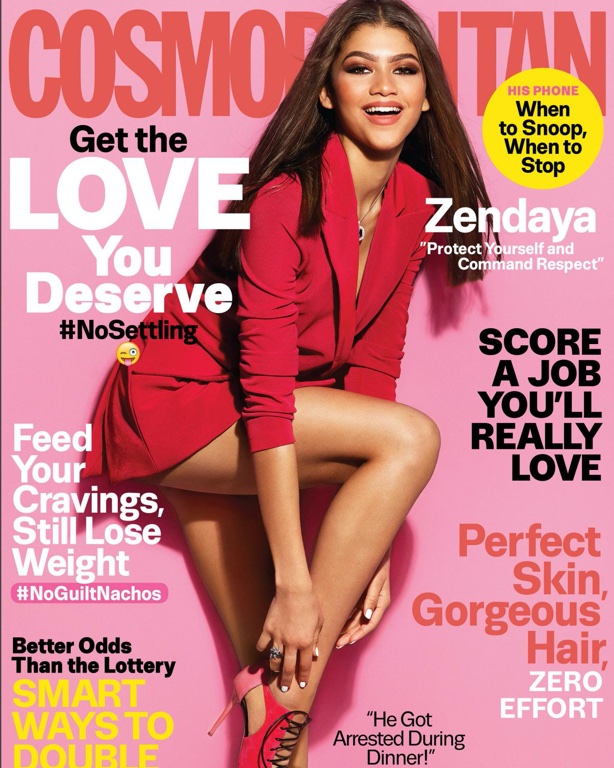 COSMOPOLITAN
Get the
LOVE
You
Deserve
#NoSettling
HIS PHONE
When
to Snoop,
When to
Stop
Zendaya
"Protect Yourself and
Command Respect"
SCORE
A JOB
YOU'LL
REALLY
LOVE
Feed
Your
Cravings,
Still Lose
Weight
#NoGuiltNachos
Perfect
Skin,
Gorgeous
Hair,
ZERO
EFFORT
Better Odds
Than the Lottery
SMART
WAYS TO
DOUBLE
"He Got
Arrested During
Dinner!"